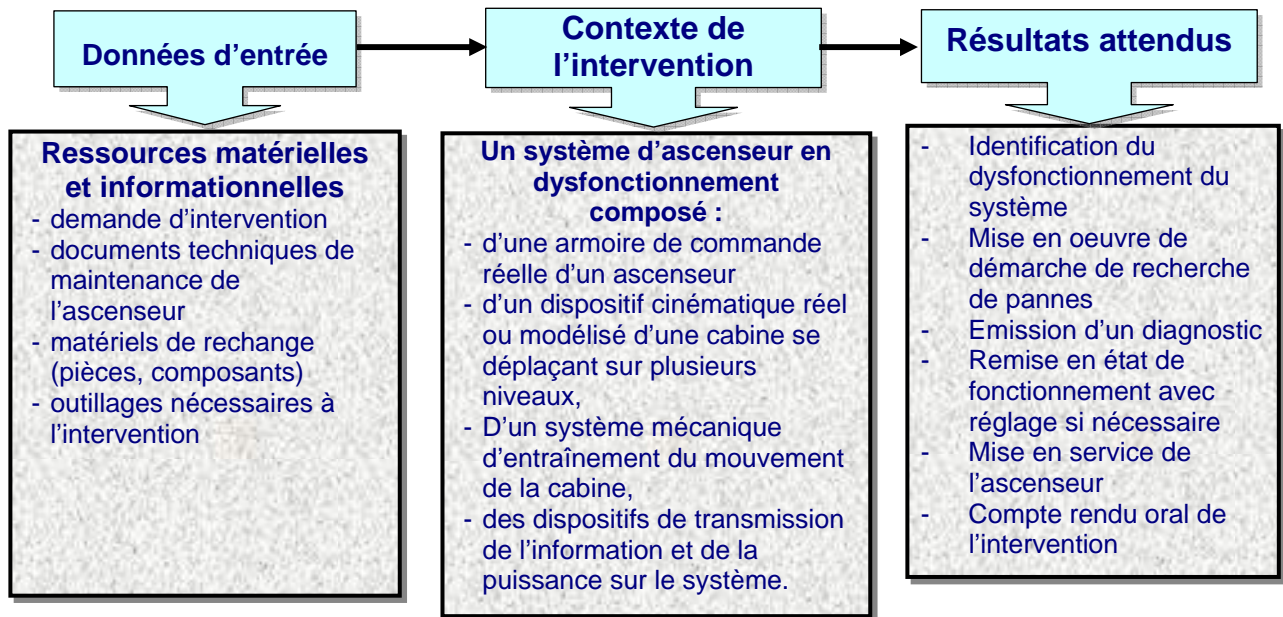 Données d'entrée
Contexte de
l'intervention
Résultats attendus
Ressources matérielles
et informationnelles
- demande d'intervention
- documents techniques de
maintenance de
l'ascenseur
- matériels de rechange
(pièces, composants)
- outillages nécessaires à
l'intervention
Un système d'ascenseur en
dysfonctionnement
composé :
- d'une armoire de commande
réelle d'un ascenseur
- d'un dispositif cinématique réel
ou modélisé d'une cabine se
déplaçant sur plusieurs
niveaux,
- D'un système mécanique
d'entraînement du mouvement
de la cabine,
- des dispositifs de transmission
de l'information et de la
puissance sur le système.
- Identification du
dysfonctionnement du
système
- Mise en oeuvre de
démarche de recherche
de pannes
- Emission d'un diagnostic
- Remise en état de
fonctionnement avec
réglage si nécessaire
- Mise en service de
l'ascenseur
- Compte rendu oral de
l'intervention